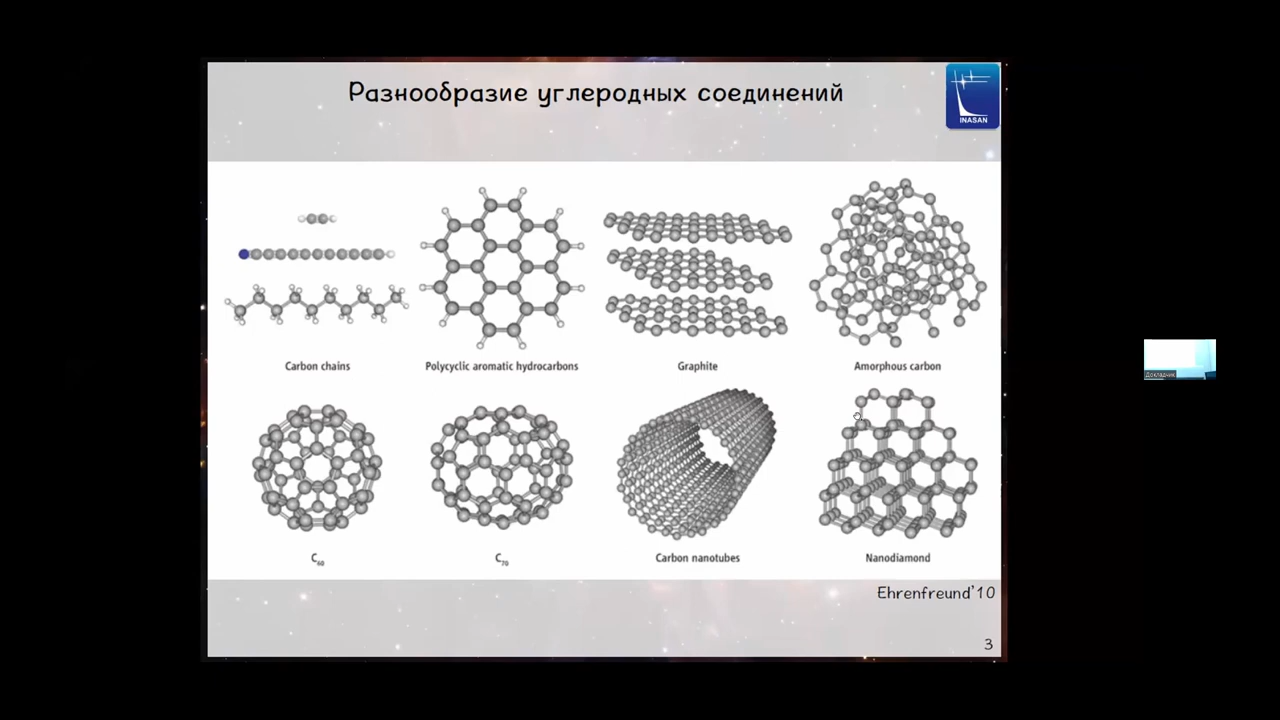 Разнообразие углеродных соединений
INASAN
Carbon chains
Polycyclic aromatic hydrocarbons
Graphite
Amorphous carbon
Докладчик
C₆₀
C₇₀
Carbon nanotubes
Nanodiamond
Ehrenfreund'10
3